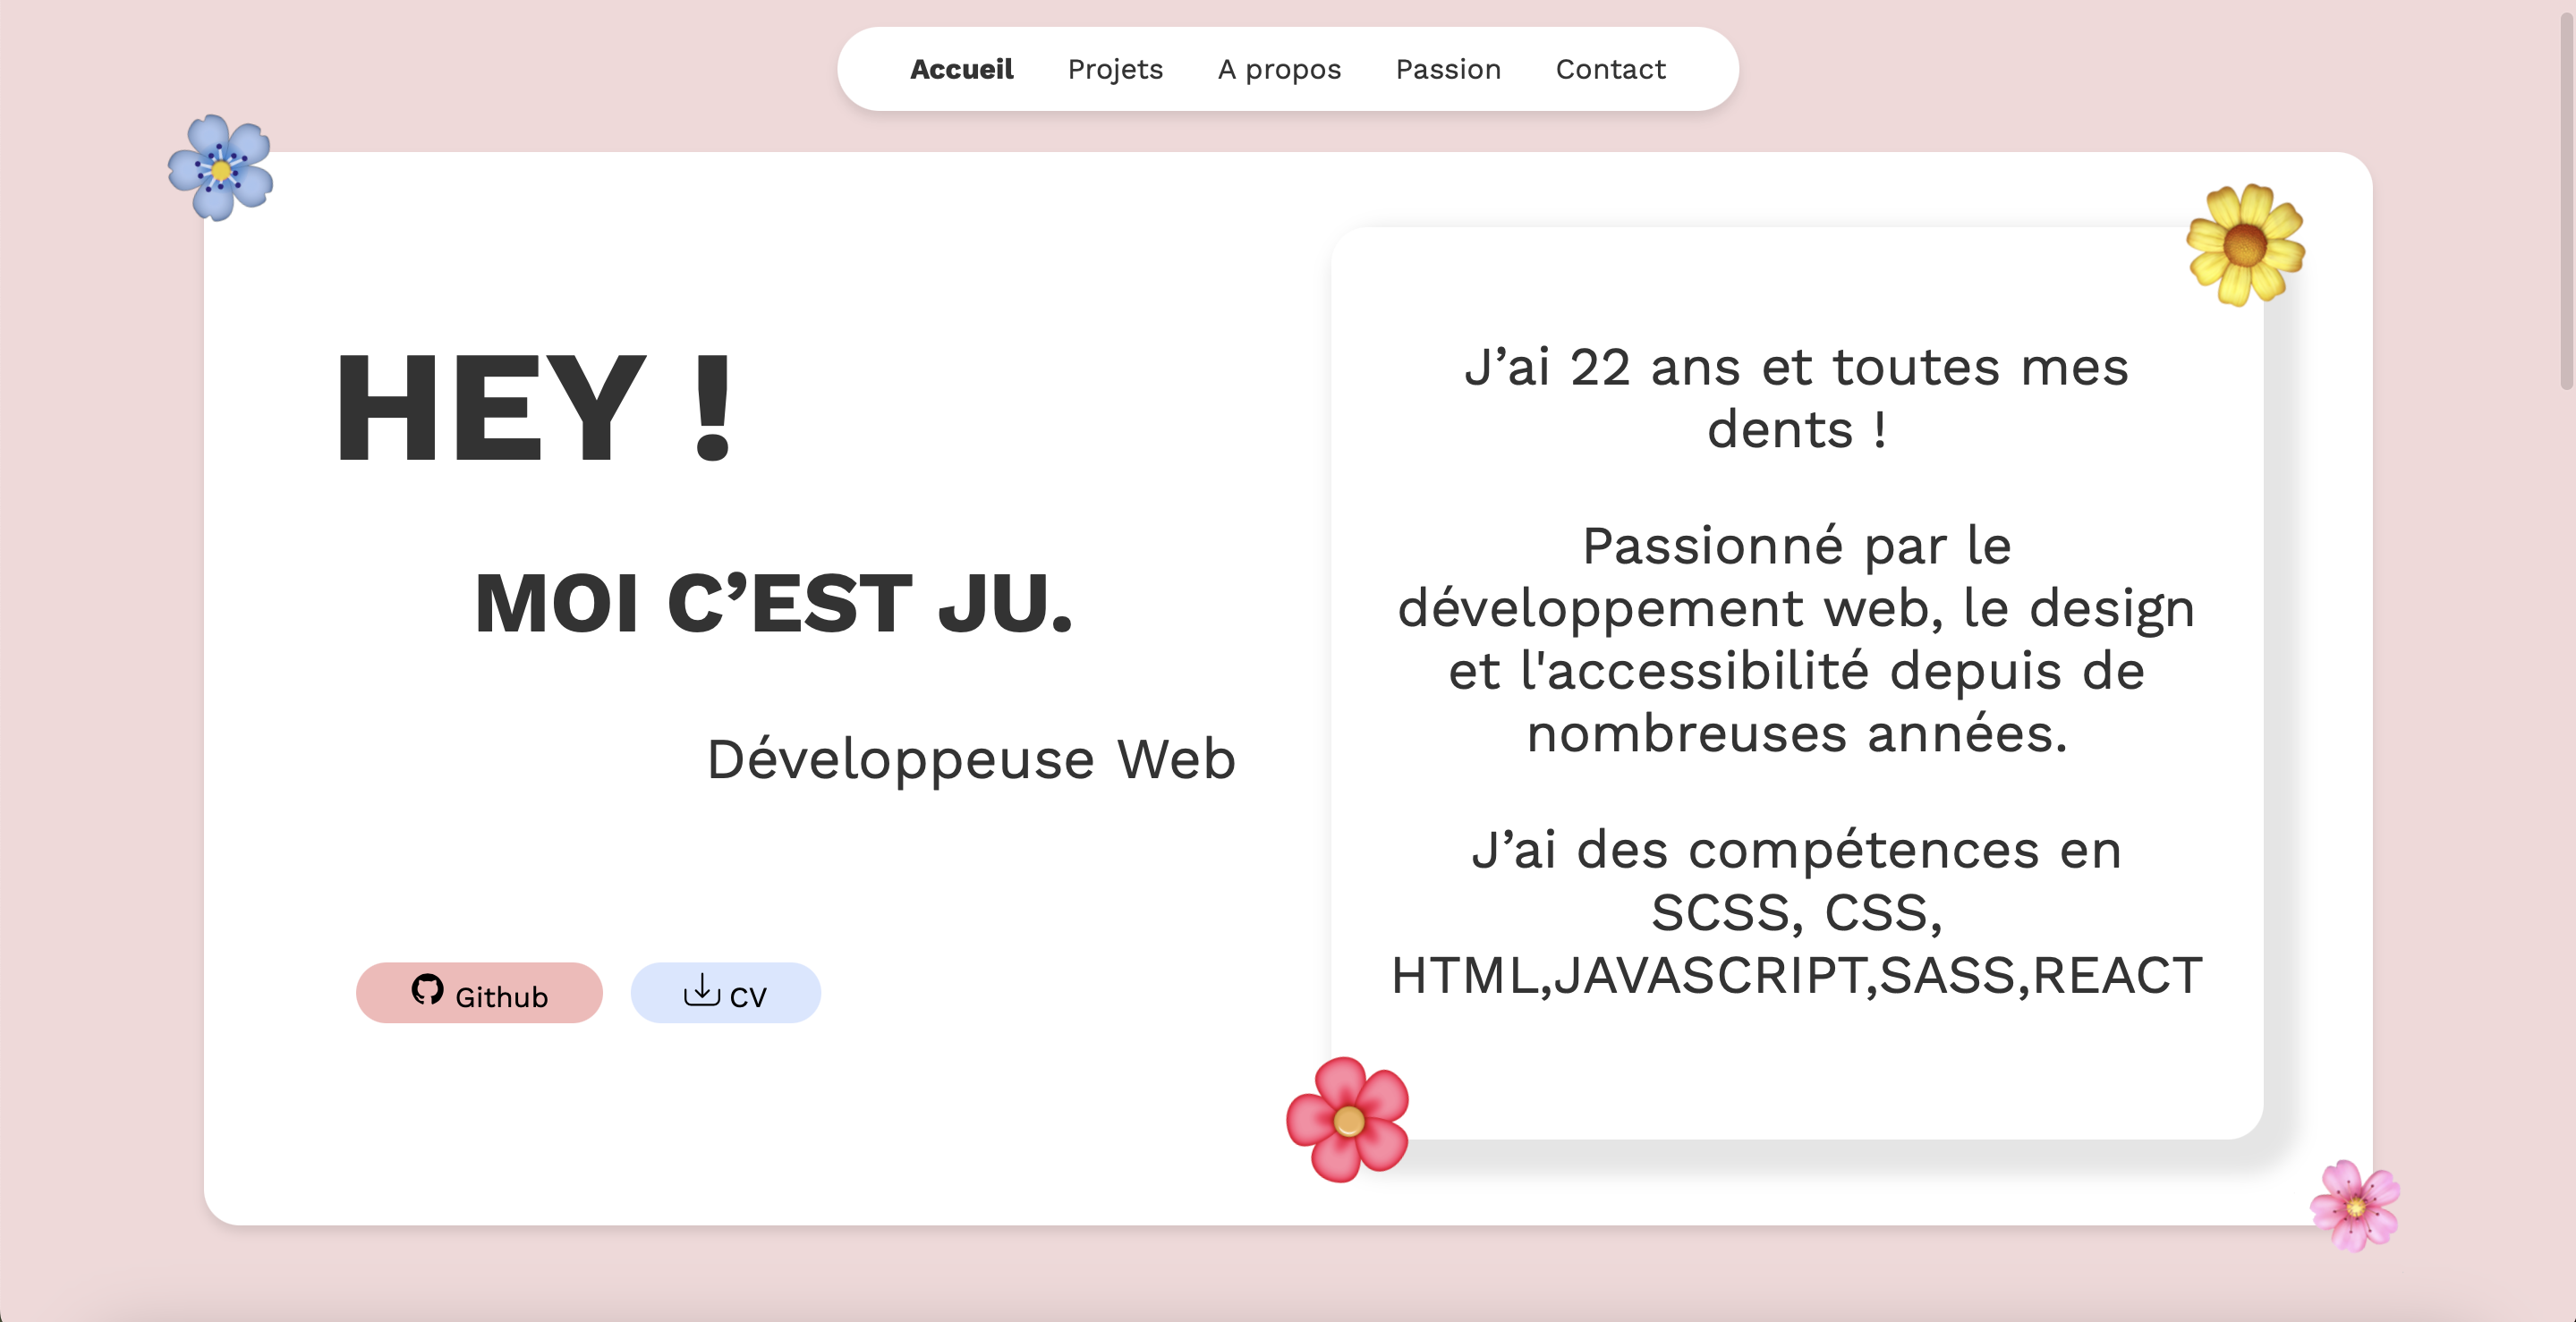 Accueil Projets A propos Passion Contact
HEY !
MOI C’EST JU.
Développeuse Web
Github CV
J’ai 22 ans et toutes mes
dents !
Passionné par le
développement web, le design
et l'accessibilité depuis de
nombreuses années.
J’ai des compétences en
SCSS, CSS,
HTML,JAVASCRIPT,SASS,REACT